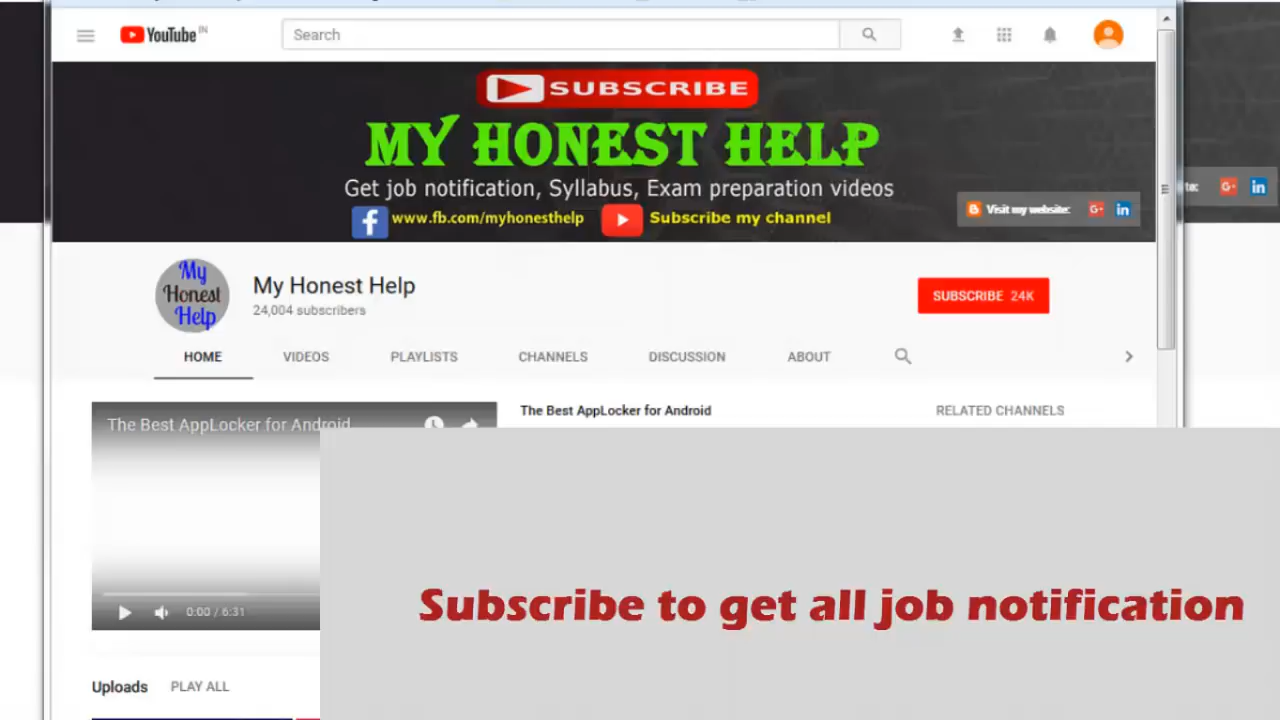 YouTube IN
Search
SUBSCRIBE
MY HONEST HELP
Get job notification, Syllabus, Exam preparation videos
www.fb.com/myhonesthelp
Subscribe my channel
Visit my website:
te:
My Honest Help
My Honest Help
24,004 subscribers
SUBSCRIBE 24K
HOME VIDEOS PLAYLISTS CHANNELS DISCUSSION ABOUT
The Best AppLocker for Android
The Best AppLocker for Android
RELATED CHANNELS
0:00 / 6:31
Subscribe to get all job notification
Uploads PLAY ALL